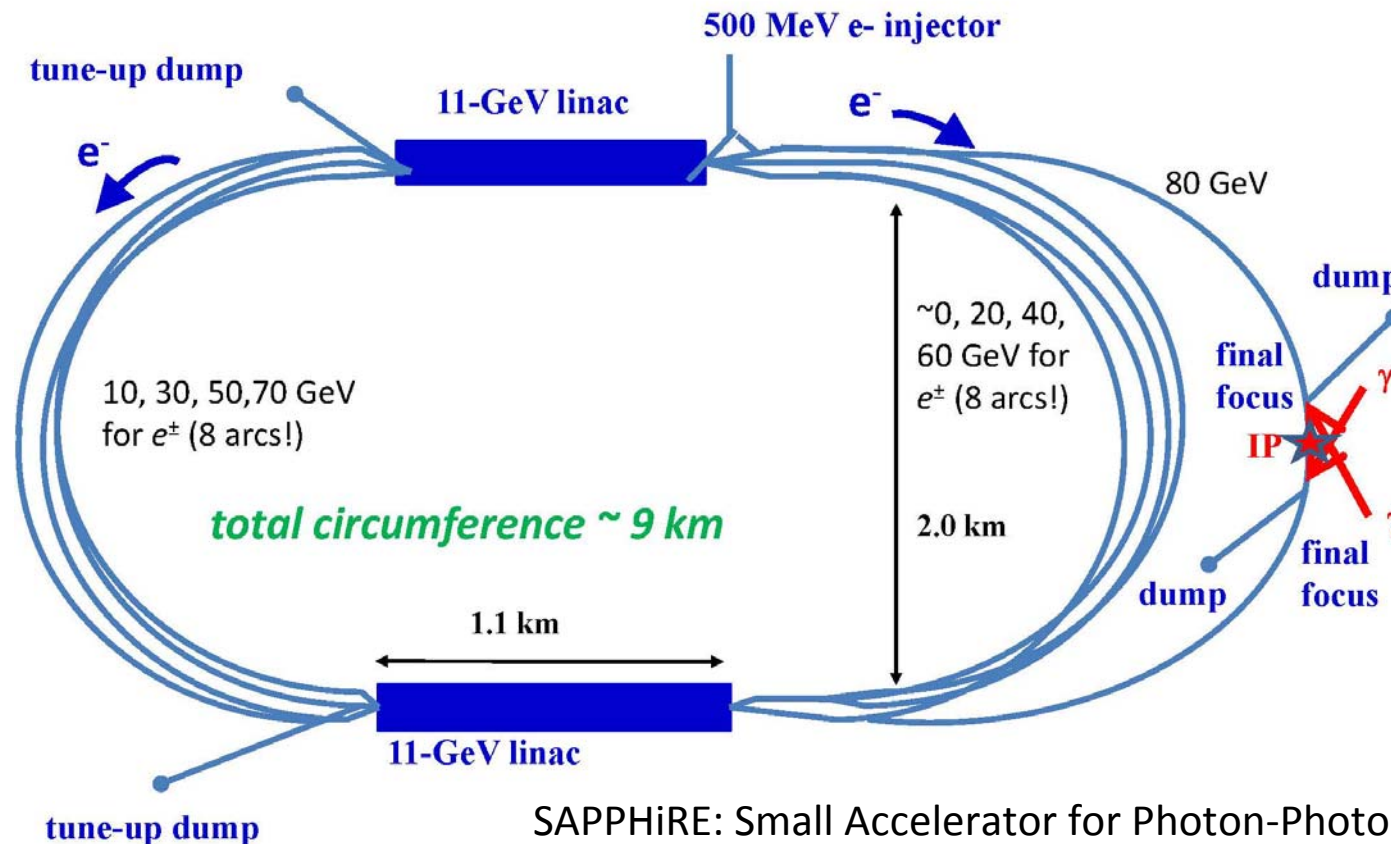 500 MeV e- injector
tune-up dump
11-GeV linac
e-
e-
80 GeV
dump
~0, 20, 40,
60 GeV for
e± (8 arcs!)
final
focus
γ
IP
10, 30, 50,70 GeV
for e± (8 arcs!)
total circumference ~ 9 km
2.0 km
final
focus
dump
1.1 km
11-GeV linac
tune-up dump
SAPPHiRE: Small Accelerator for Photon-Photo